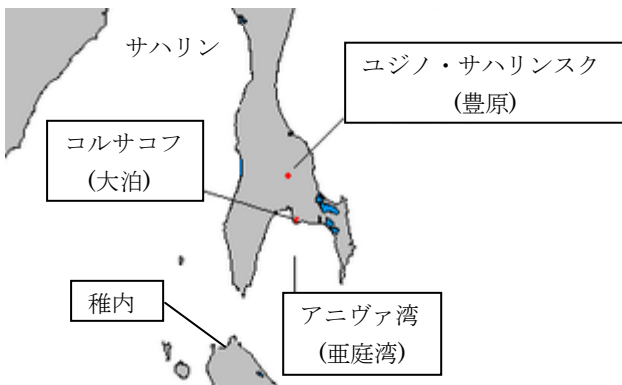 サハリン
ユジノ・サハリンスク
(豊原)
コルサコフ
(大泊)
稚内
アニヴァ湾
(亜庭湾)